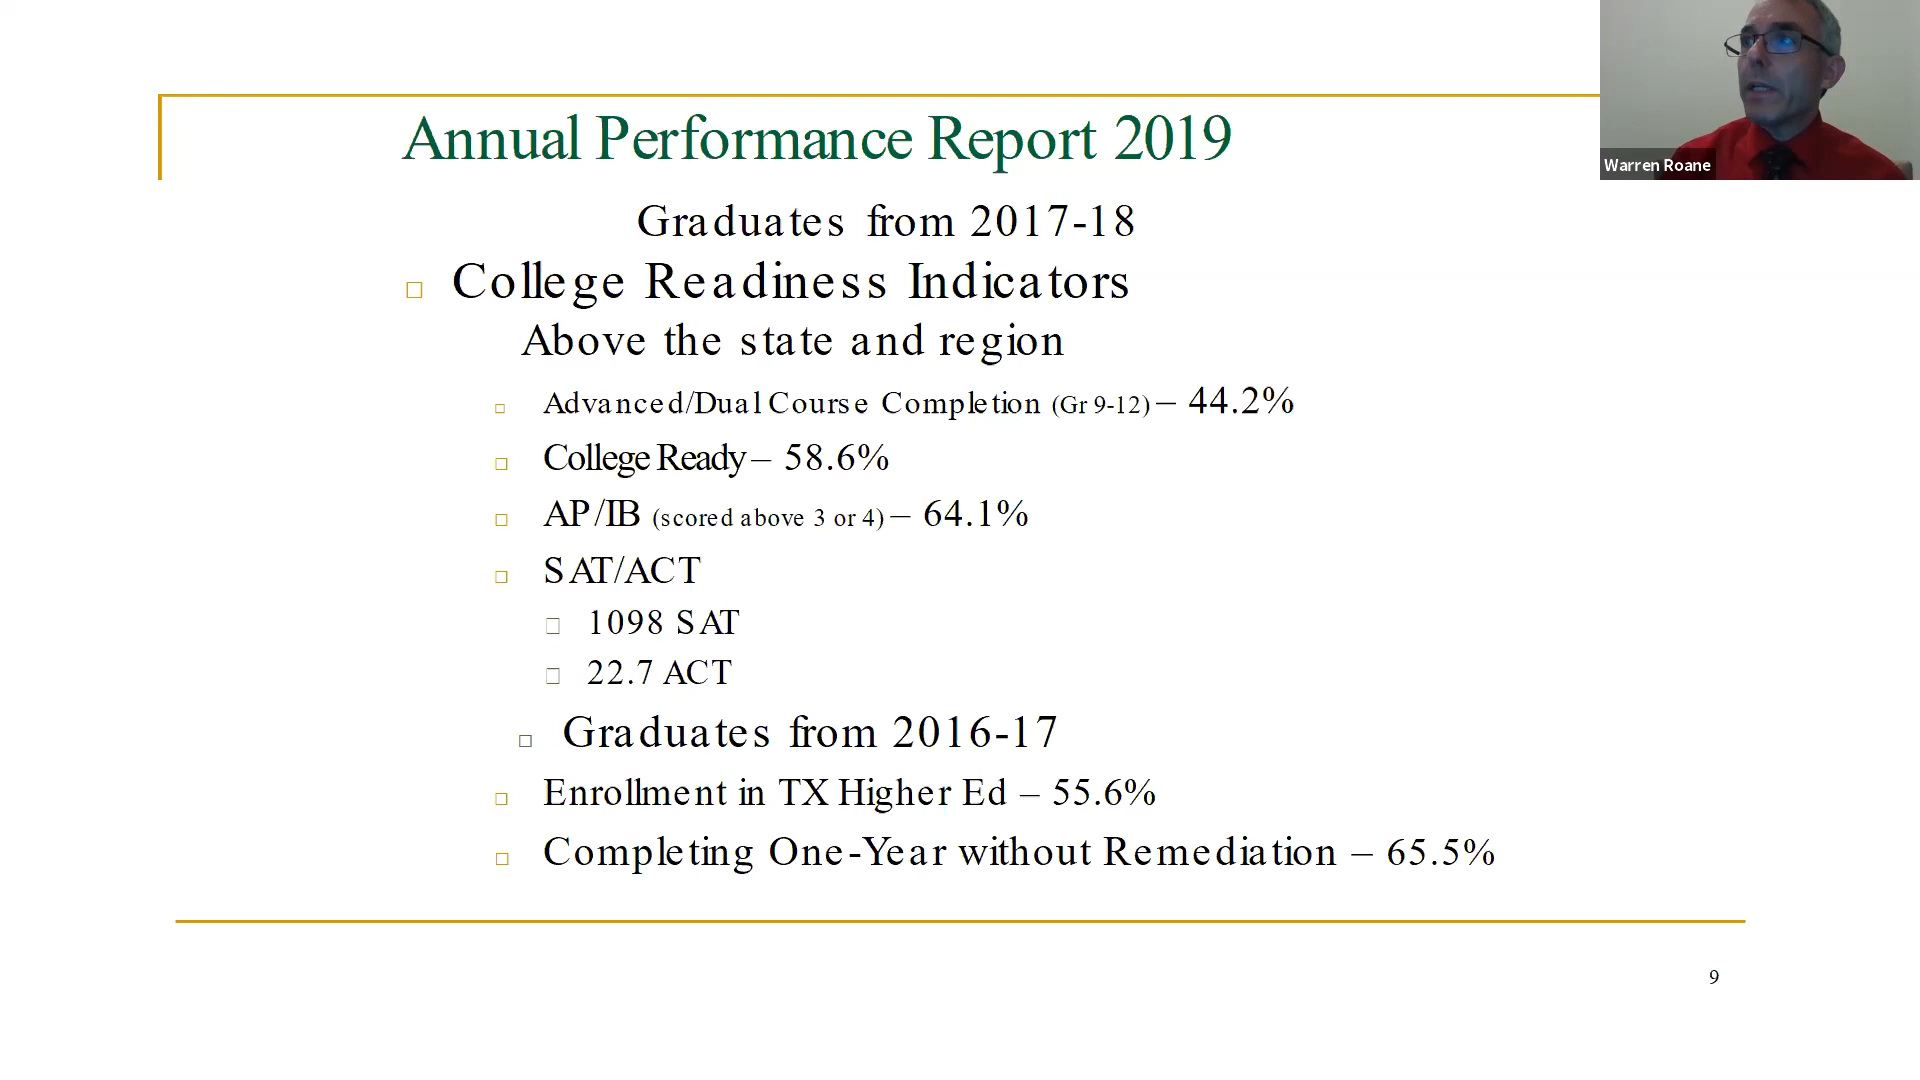 Annual Performance Report 2019
Warren Roane
Graduates from 2017-18
College Readiness Indicators
Above the state and region
Advanced/Dual Course Completion (Gr 9-12) – 44.2%
College Ready – 58.6%
AP/IB (scored above 3 or 4) – 64.1%
SAT/ACT
1098 SAT
22.7 ACT
Graduates from 2016-17
Enrollment in TX Higher Ed – 55.6%
Completing One-Year without Remediation – 65.5%
9